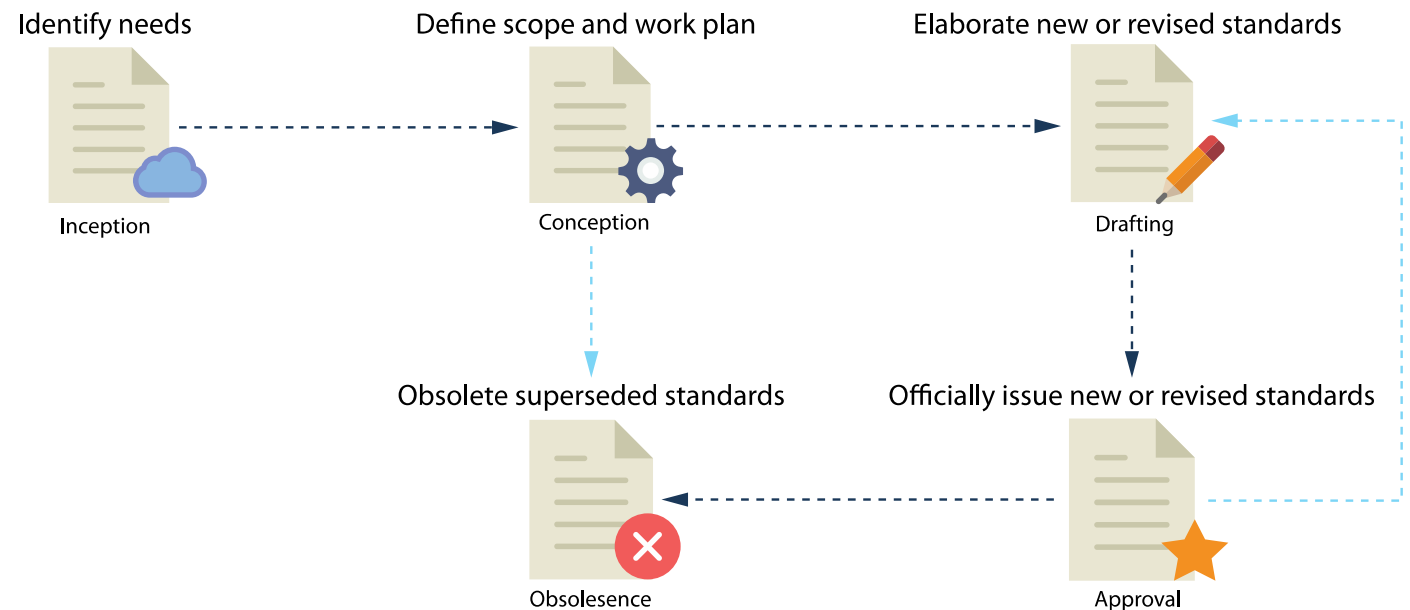 Identify needs
Define scope and work plan
Elaborate new or revised standards
Inception
Conception
Drafting
Obsolete superseded standards
Officially issue new or revised standards
Obsolesence
Approval